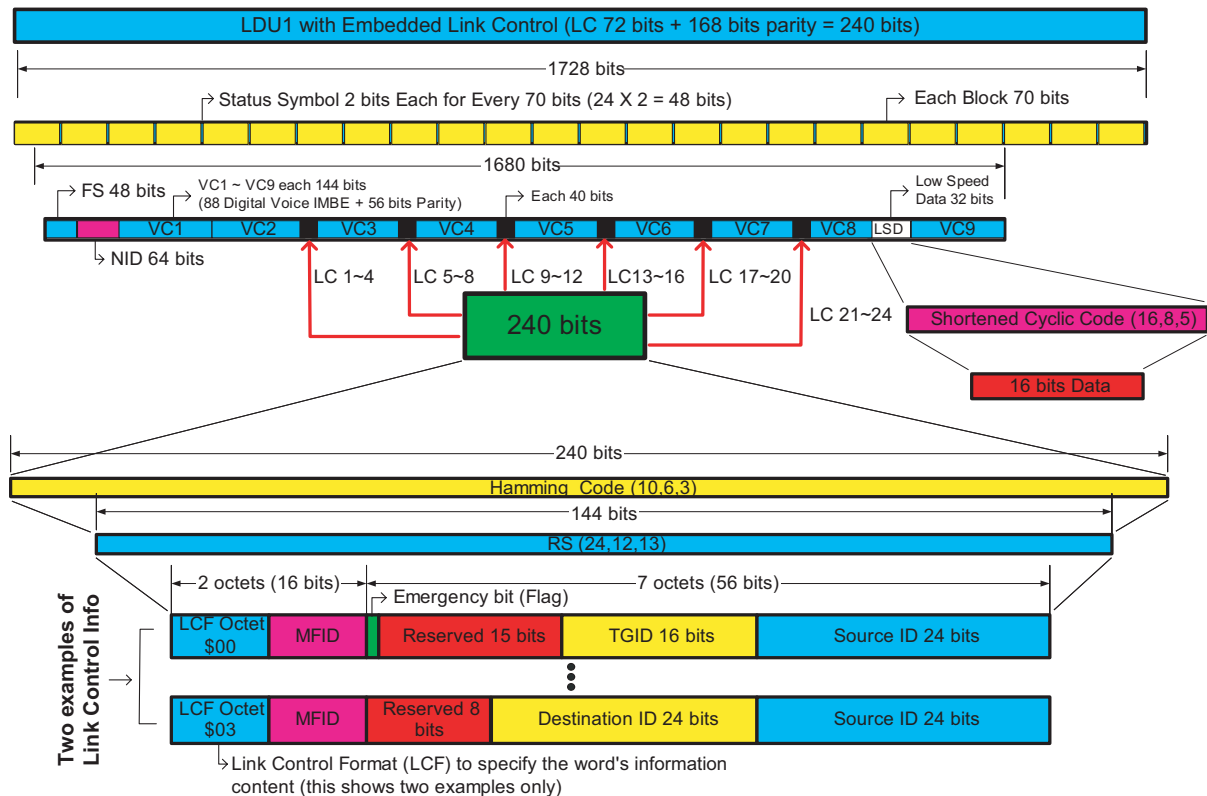 LDU1 with Embedded Link Control (LC 72 bits + 168 bits parity = 240 bits)
1728 bits
Status Symbol 2 bits Each for Every 70 bits (24 X 2 = 48 bits)
Each Block 70 bits
1680 bits
FS 48 bits
VC1 ~ VC9 each 144 bits
(88 Digital Voice IMBE + 56 bits Parity)
Each 40 bits
Low Speed
Data 32 bits
VC1
VC2
VC3
VC4
VC5
VC6
VC7
VC8
LSD
VC9
NID 64 bits
LC 1~4
LC 5~8
LC 9~12
LC13~16
LC 17~20
LC 21~24
240 bits
Shortened Cyclic Code (16,8,5)
16 bits Data
240 bits
Hamming Code (10,6,3)
144 bits
RS (24,12,13)
2 octets (16 bits)
7 octets (56 bits)
Emergency bit (Flag)
Two examples of
Link Control Info
LCF Octet
$00
MFID
Reserved 15 bits
TGID 16 bits
Source ID 24 bits
LCF Octet
$03
MFID
Reserved 8
bits
Destination ID 24 bits
Source ID 24 bits
Link Control Format (LCF) to specify the word's information
content (this shows two examples only)